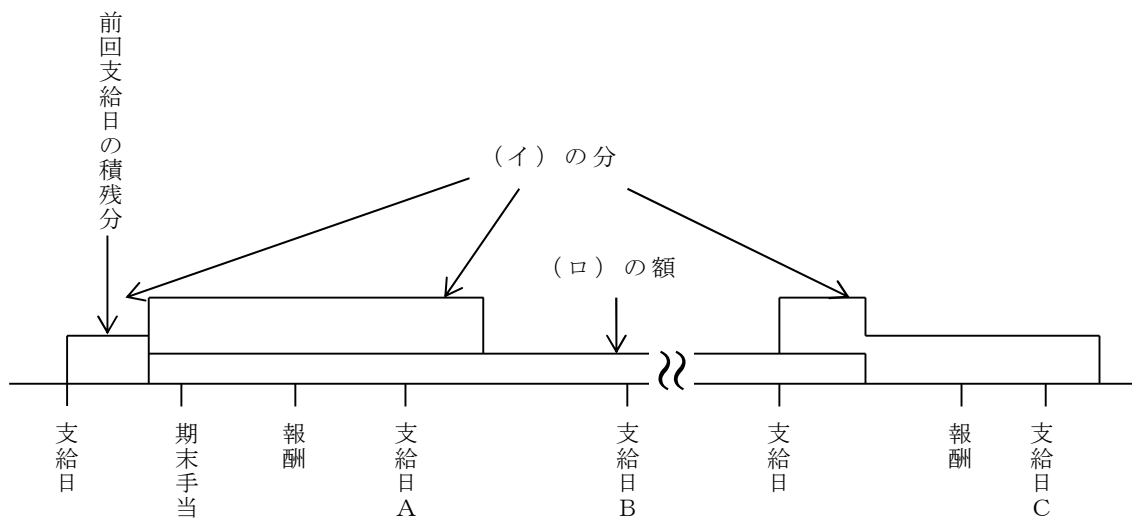 前回支給日の積残分
（イ）の分
（ロ）の額
支給日
期末手当
報酬
支給日A
支給日B
支給日
報酬
支給日C